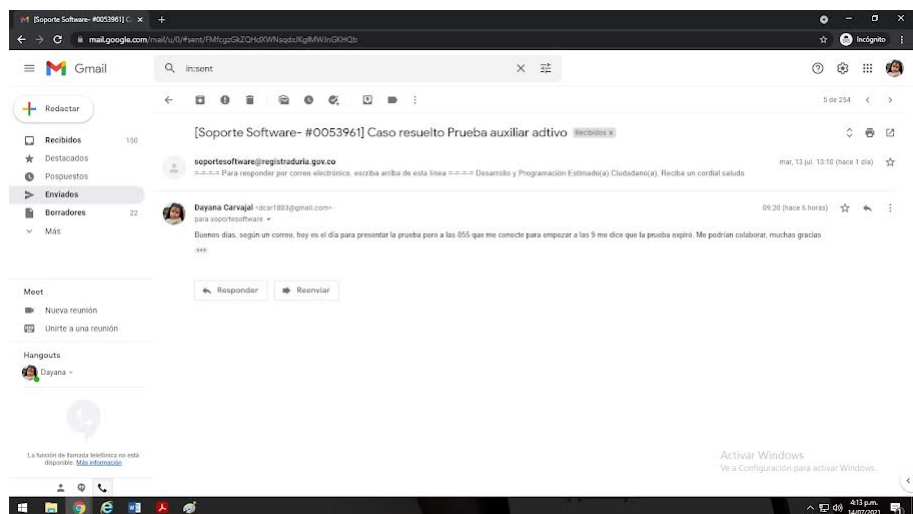 [Soporte Software- #0053961] C
mail.google.com/mail/u/0/#sent/
Incógnito
Gmail
in:sent
Redactar
5 de 254
Recibidos 150
Destacados
Pospuestos
Enviados
Borradores 22
Más
[Soporte Software- #0053961] Caso resuelto Prueba auxiliar adtivo Recibidos x
soportesoftware@registraduria.gov.co
mar, 13 jul. 13:10 (hace 1 día)
=-=-=-= Para responder por correo electrónico, escriba arriba de esta línea =-=-=-= Desarrollo y Programación Estimado(a) Ciudadano(a), Reciba un cordial saludo
Dayana Carvajal <dcar1803@gmail.com>
09:20 (hace 6 horas)
para soportesoftware
Buenos días, según un correo, hoy es el día para presentar la prueba pero a las 855 que me conecte para empezar a las 9 me dice que la prueba expiró. Me podrían colaborar, muchas gracias
Responder
Reenviar
Meet
Nueva reunión
Unirte a una reunión
Hangouts
Dayana
La función de llamada telefónica no está
disponible. Más información
Activar Windows
Ve a Configuración para activar Windows.
4:13 p.m.
14/07/2021